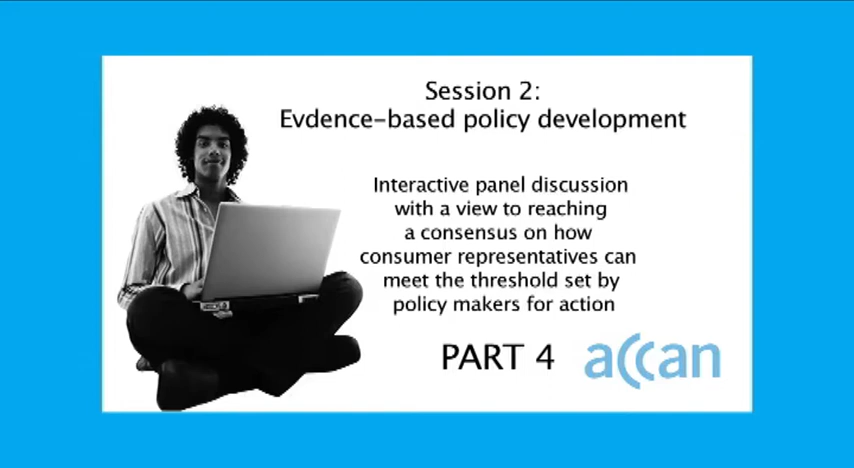 Session 2:
Evdence-based policy development
Interactive panel discussion
with a view to reaching
a consensus on how
consumer representatives can
meet the threshold set by
policy makers for action
PART 4
accan